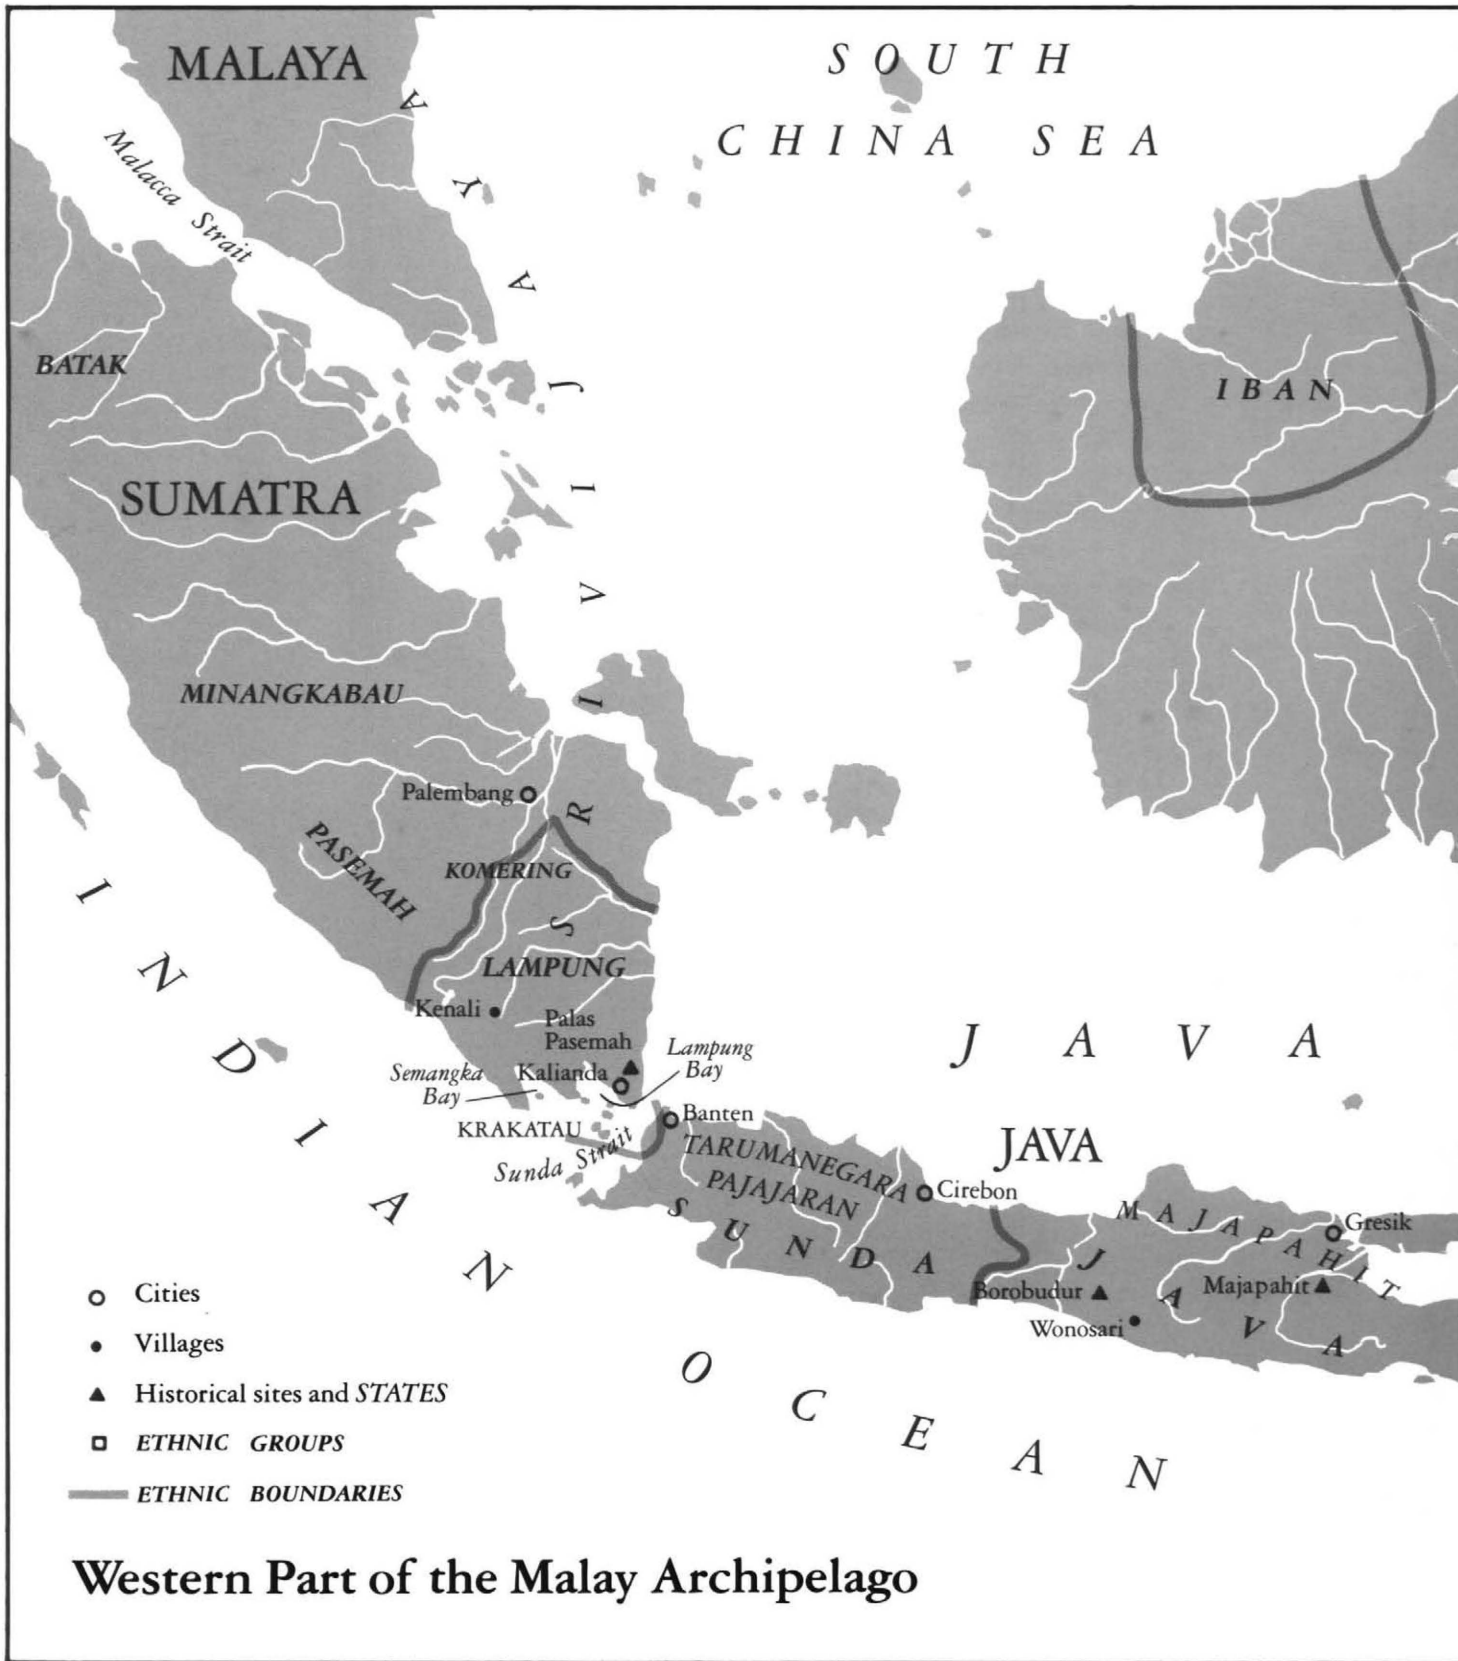 MALAYA
SOUTH
CHINA SEA
Malacca Strait
BATAK
IBAN
SUMATRA
SRIVIJAYA
MINANGKABAU
Palembang
PASEMAH
KOMERING
LAMPUNG
Kenali
Palas
Pasemah
Lampung
Bay
Semangka
Bay
Kalianda
KRAKATAU
Sunda Strait
Banten
TARUMANEGARA
PAJAJARAN
SUNDA
Cirebon
JAVA
JAVA
MAJAPAHIT
Gresik
JAVA
Borobudur
Majapahit
Wonosari
INDIAN OCEAN
Cities
Villages
Historical sites and STATES
ETHNIC GROUPS
ETHNIC BOUNDARIES
Western Part of the Malay Archipelago